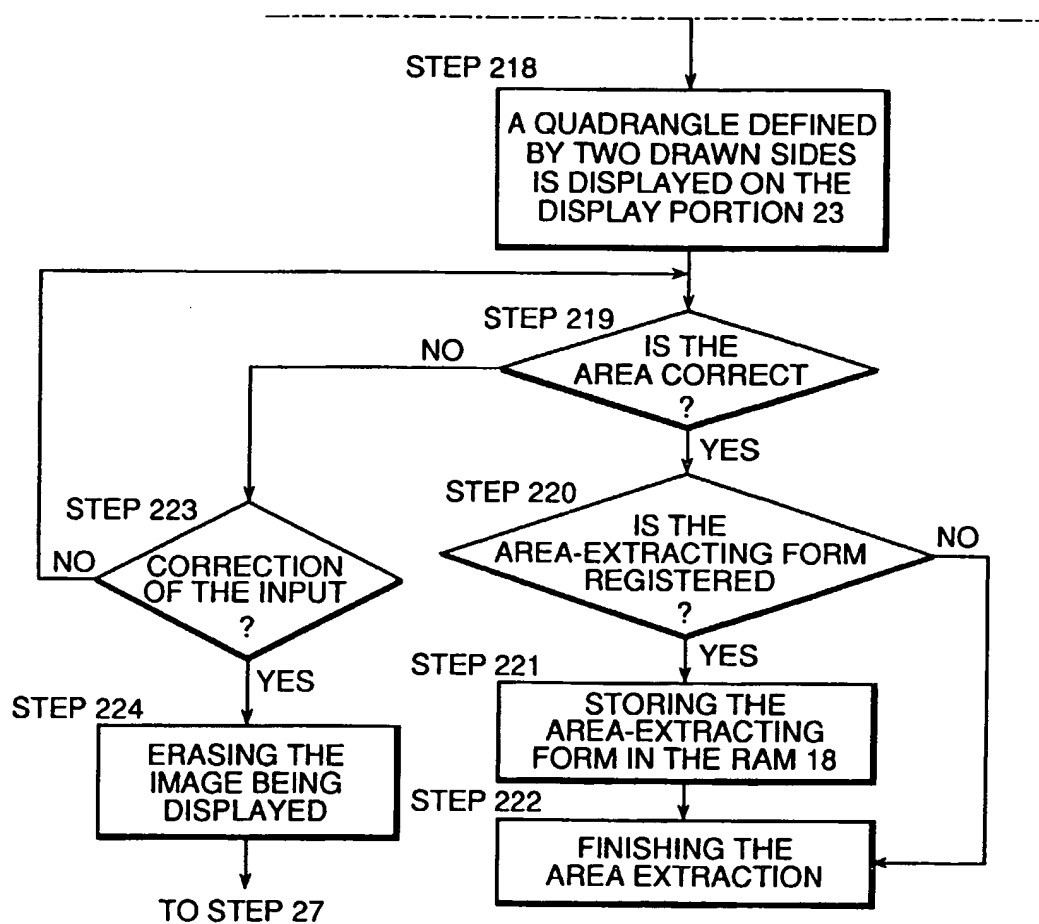 STEP 218
A QUADRANGLE DEFINED
BY TWO DRAWN SIDES
IS DISPLAYED ON THE
DISPLAY PORTION 23
STEP 219
NO
IS THE
AREA CORRECT
?
YES
STEP 220
IS THE
AREA-EXTRACTING FORM
REGISTERED
?
NO
YES
STEP 223
NO
CORRECTION
OF THE INPUT
?
YES
STEP 221
STORING THE
AREA-EXTRACTING
FORM IN THE RAM 18
STEP 224
ERASING THE
IMAGE BEING
DISPLAYED
STEP 222
FINISHING THE
AREA EXTRACTION
TO STEP 27